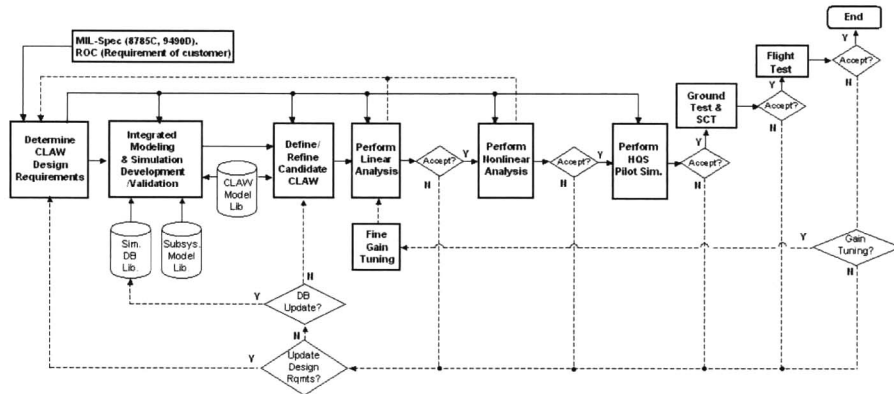 End
MIL-Spec (8785C, 9490D).
ROC (Requirement of customer)
Y
Flight
Test
Accept?
Y
N
Ground
Test &
SCT
Accept?
Y
N
Determine
CLAW
Design
Requirements
Integrated
Modeling
& Simulation
Development
/Validation
Define/
Refine
Candidate
CLAW
Perform
Linear
Analysis
Accept?
Y
N
Perform
Nonlinear
Analysis
Accept?
Y
N
Perform
HQS
Pilot Sim.
Accept?
N
CLAW
Model
Lib
Sim.
DB
Lib.
Subsys.
Model
Lib
Fine
Gain
Tuning
Y
Gain
Tuning?
N
N
Y
DB
Update?
N
Y
Update
Design
Rqmts?